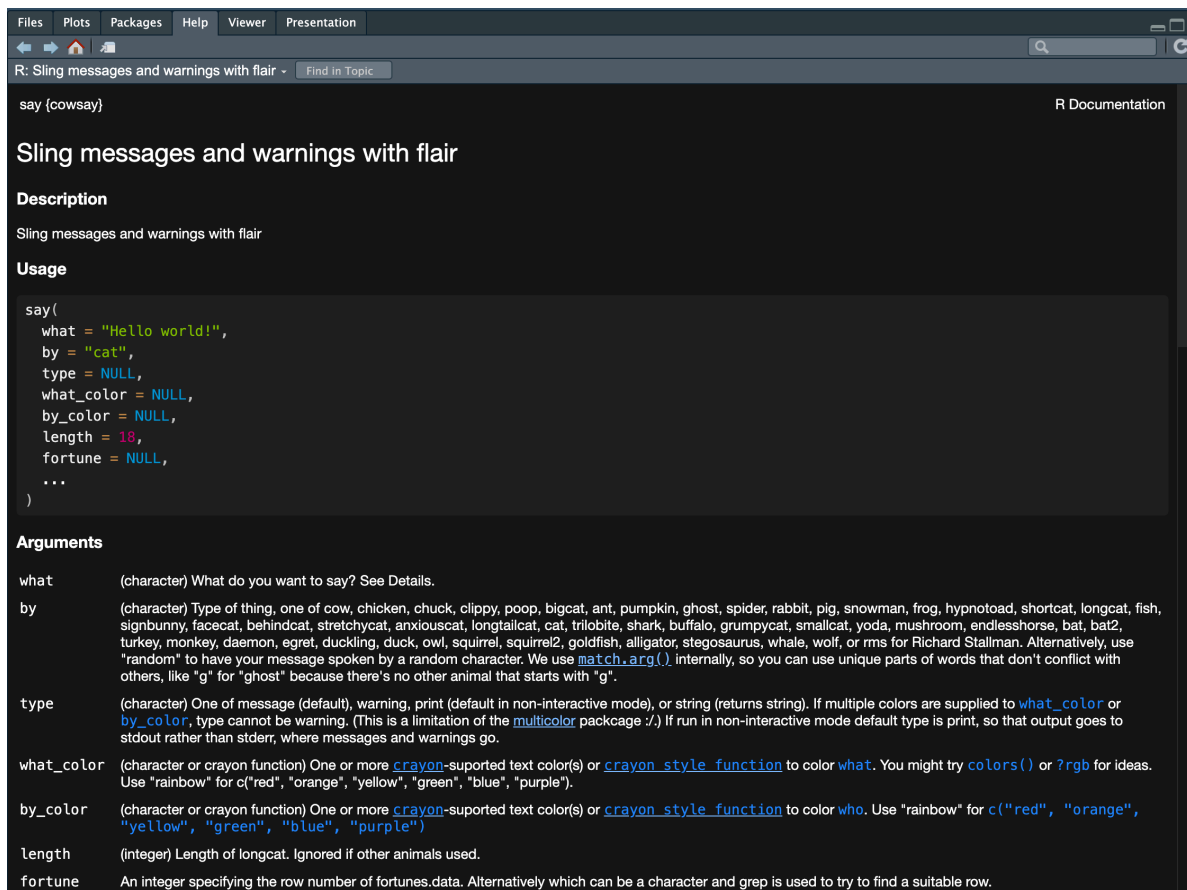 Files Plots Packages Help Viewer Presentation
R: Sling messages and warnings with flair Find in Topic
say {cowsay} R Documentation
Sling messages and warnings with flair
Description
Sling messages and warnings with flair
Usage
say(
what = "Hello world!",
by = "cat",
type = NULL,
what_color = NULL,
by_color = NULL,
length = 18,
fortune = NULL,
...
)
Arguments
what (character) What do you want to say? See Details.
by (character) Type of thing, one of cow, chicken, chuck, clippy, poop, bigcat, ant, pumpkin, ghost, spider, rabbit, pig, snowman, frog, hypnotoad, shortcat, longcat, fish,
signbunny, facecat, behindcat, stretchycat, anxiouscat, longtailcat, cat, trilobite, shark, buffalo, grumpycat, smallcat, yoda, mushroom, endlesshorse, bat, bat2,
turkey, monkey, daemon, egret, duckling, duck, owl, squirrel, squirrel2, goldfish, alligator, stegosaurus, whale, wolf, or rms for Richard Stallman. Alternatively, use
"random" to have your message spoken by a random character. We use match.arg() internally, so you can use unique parts of words that don't conflict with
others, like "g" for "ghost" because there's no other animal that starts with "g".
type (character) One of message (default), warning, print (default in non-interactive mode), or string (returns string). If multiple colors are supplied to what_color or
by_color, type cannot be warning. (This is a limitation of the multicolor packcage :/.) If run in non-interactive mode default type is print, so that output goes to
stdout rather than stderr, where messages and warnings go.
what_color (character or crayon function) One or more crayon-suported text color(s) or crayon style function to color what. You might try colors() or ?rgb for ideas.
Use "rainbow" for c("red", "orange", "yellow", "green", "blue", "purple").
by_color (character or crayon function) One or more crayon-suported text color(s) or crayon style function to color who. Use "rainbow" for c("red", "orange",
"yellow", "green", "blue", "purple")
length (integer) Length of longcat. Ignored if other animals used.
fortune An integer specifying the row number of fortunes.data. Alternatively which can be a character and grep is used to try to find a suitable row.